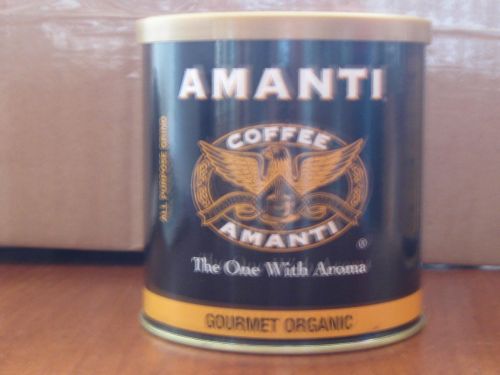 AMANTI
ALL PURPOSE GRIND
COFFEE
AMANTI
®
The One With Aroma
GOURMET ORGANIC